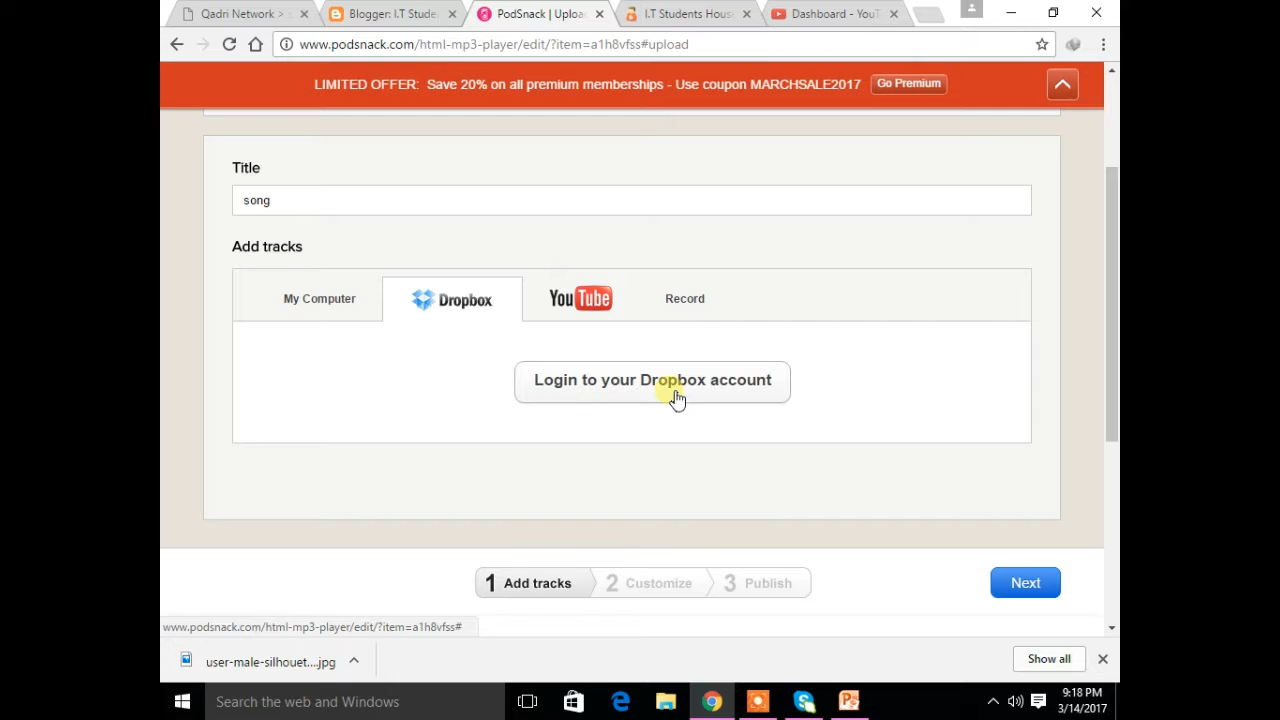 Qadri Network > s
Blogger: I.T Stude
PodSnack | Uploa
I.T Students Hous
Dashboard - YouT
www.podsnack.com/html-mp3-player/edit/?item=a1h8vfss#upload
LIMITED OFFER: Save 20% on all premium memberships - Use coupon MARCHSALE2017 Go Premium
Title
song
Add tracks
My Computer Dropbox YouTube Record
Login to your Dropbox account
1 Add tracks 2 Customize 3 Publish Next
www.podsnack.com/html-mp3-player/edit/?item=a1h8vfss#
user-male-silhouet....jpg Show all
Search the web and Windows
9:18 PM
3/14/2017